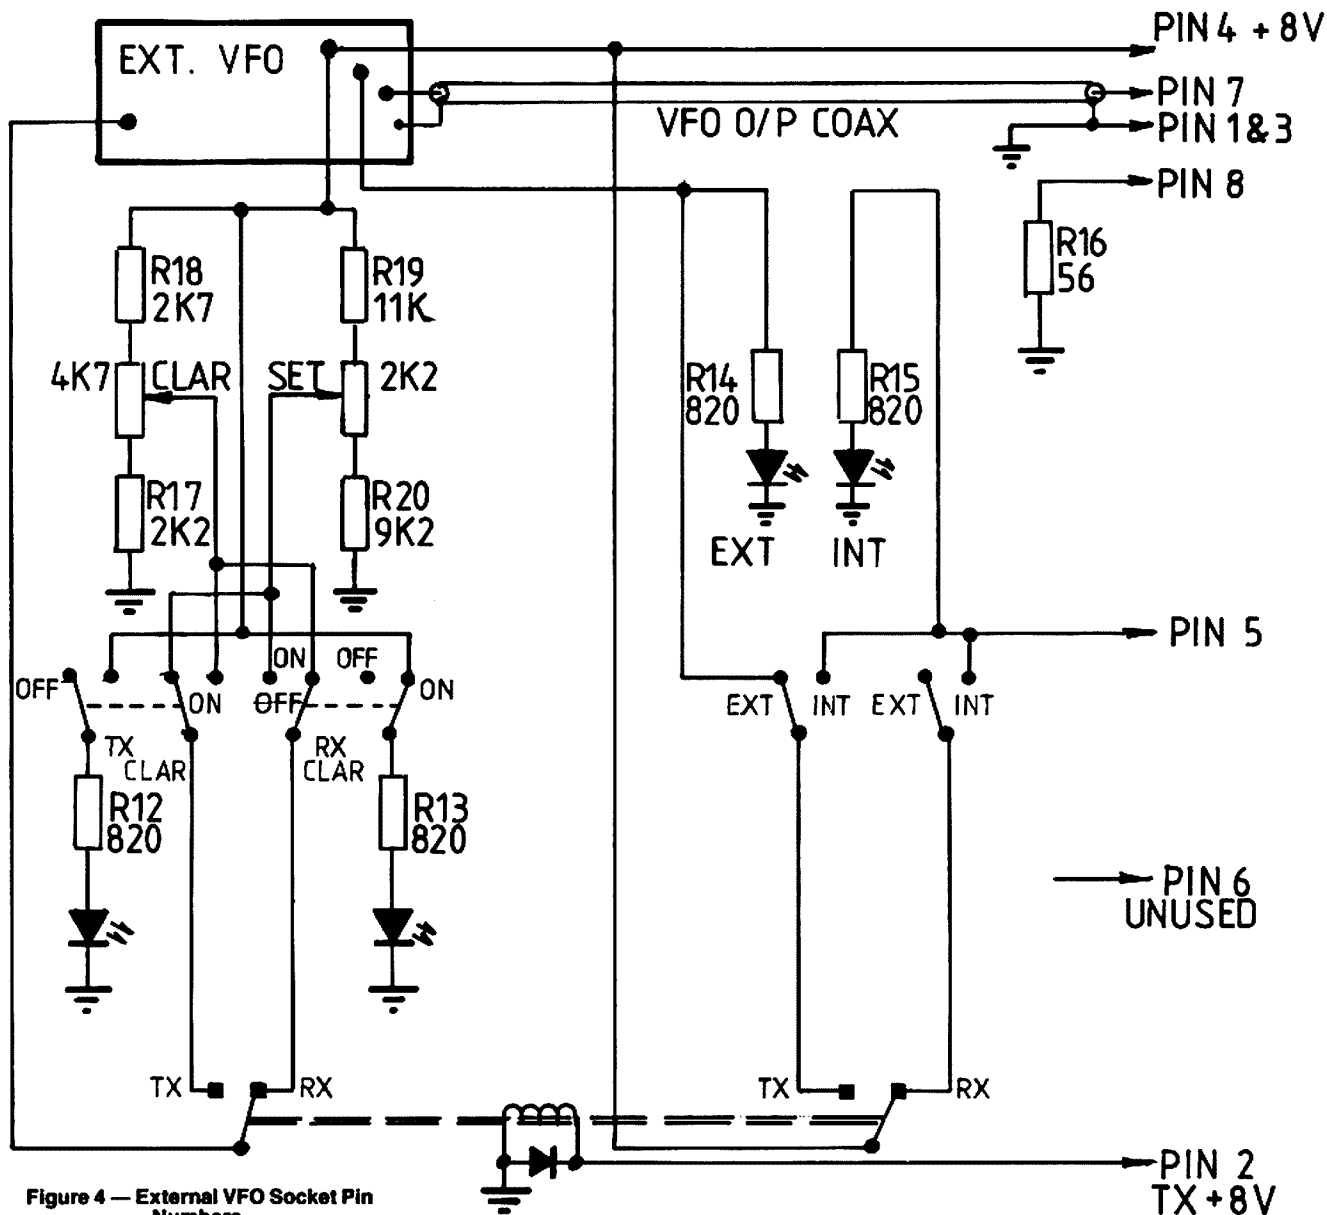 PIN 4 + 8V
EXT. VFO
PIN 7
VFO O/P COAX
PIN 1&3
PIN 8
R18
2K7
R19
11K
R16
56
4K7
CLAR
SET
2K2
R14
820
R15
820
R17
2K2
R20
9K2
EXT
INT
PIN 5
ON
OFF
OFF
ON
OFF
ON
EXT
INT
EXT
INT
TX
CLAR
RX
CLAR
R12
820
R13
820
PIN 6
UNUSED
TX
RX
TX
RX
PIN 2
TX +8V
Figure 4 — External VFO Socket Pin
Numbers